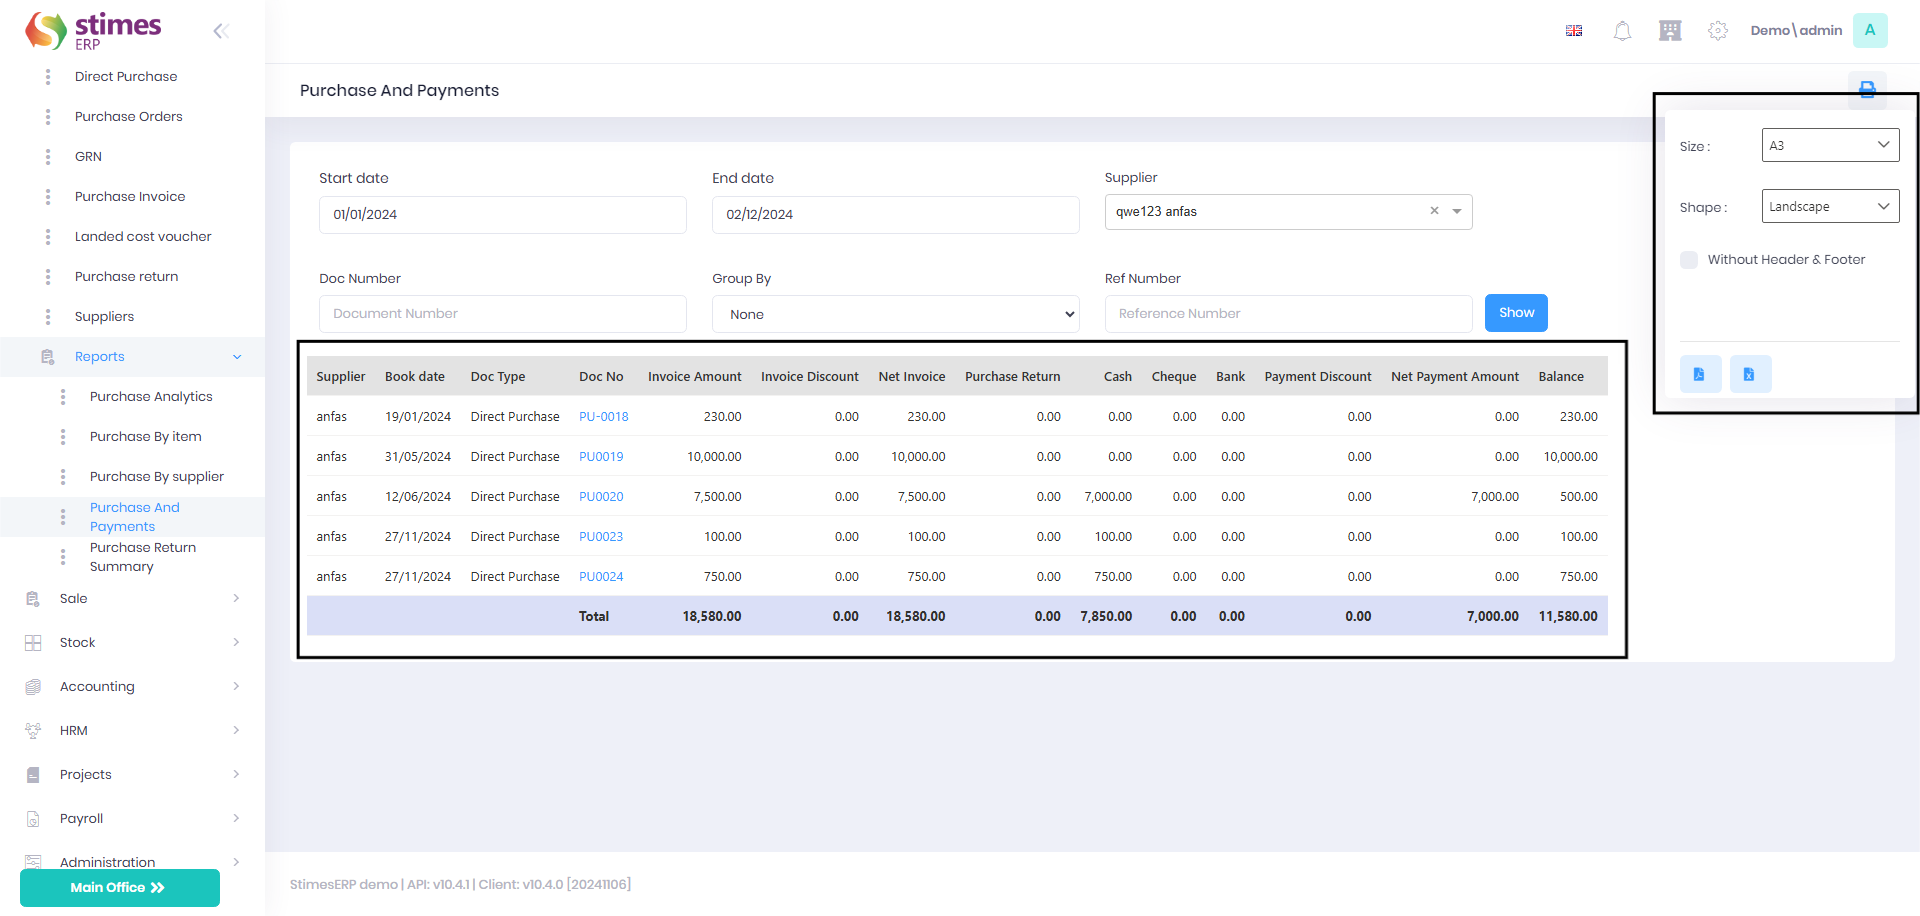 stimes
ERP
Demo\admin
A
Direct Purchase
Purchase Orders
GRN
Purchase Invoice
Landed cost voucher
Purchase return
Suppliers
Reports
Purchase Analytics
Purchase By item
Purchase By supplier
Purchase And
Payments
Purchase Return
Summary
Sale
Stock
Accounting
HRM
Projects
Payroll
Administration
Main Office
Purchase And Payments
Start date
End date
Supplier
01/01/2024
02/12/2024
qwe123 anfas
Doc Number
Group By
Ref Number
Document Number
None
Reference Number
Show
Supplier Book date Doc Type Doc No Invoice Amount Invoice Discount Net Invoice Purchase Return Cash Cheque Bank Payment Discount Net Payment Amount Balance
anfas 19/01/2024 Direct Purchase PU-0018 230.00 0.00 230.00 0.00 0.00 0.00 0.00 0.00 0.00 230.00
anfas 31/05/2024 Direct Purchase PU0019 10,000.00 0.00 10,000.00 0.00 0.00 0.00 0.00 0.00 0.00 10,000.00
anfas 12/06/2024 Direct Purchase PU0020 7,500.00 0.00 7,500.00 0.00 7,000.00 0.00 0.00 0.00 7,000.00 500.00
anfas 27/11/2024 Direct Purchase PU0023 100.00 0.00 100.00 0.00 100.00 0.00 0.00 0.00 0.00 100.00
anfas 27/11/2024 Direct Purchase PU0024 750.00 0.00 750.00 0.00 750.00 0.00 0.00 0.00 0.00 750.00
Total 18,580.00 0.00 18,580.00 0.00 7,850.00 0.00 0.00 0.00 7,000.00 11,580.00
Size : A3
Shape : Landscape
Without Header & Footer
StimesERP demo | API: v10.4.1 | Client: v10.4.0 [20241106]